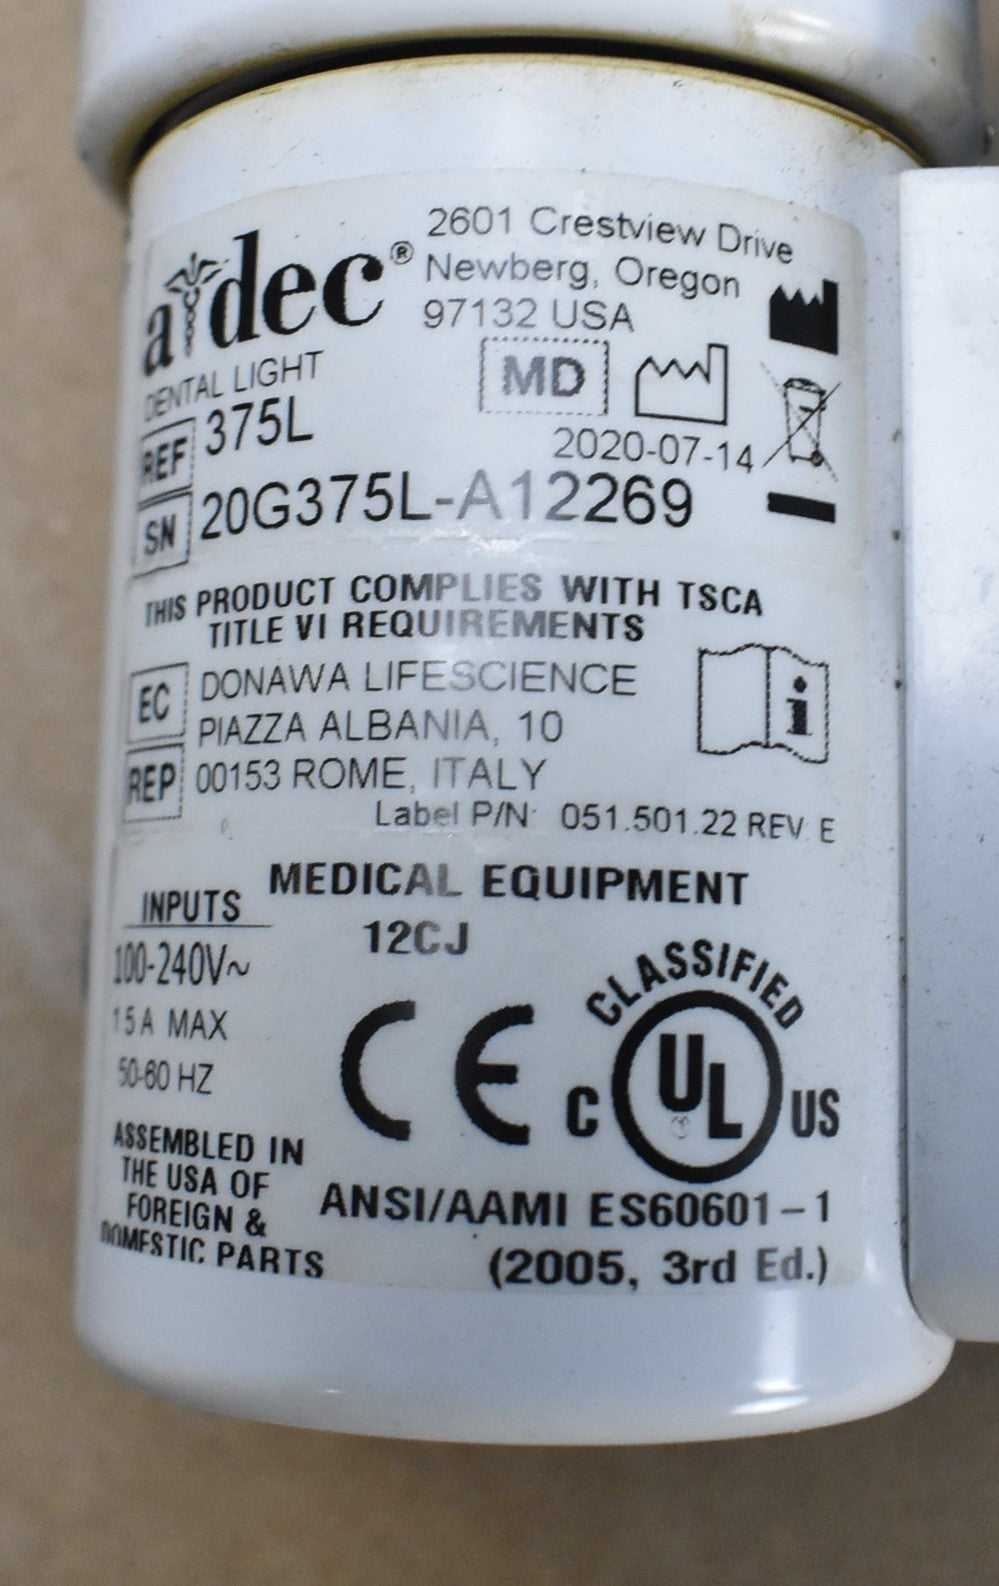 a dec®
2601 Crestview Drive
Newberg, Oregon
97132 USA
DENTAL LIGHT
MD
REF 375L
2020-07-14
SN 20G375L-A12269
THIS PRODUCT COMPLIES WITH TSCA
TITLE VI REQUIREMENTS
EC REP
DONAWA LIFESCIENCE
PIAZZA ALBANIA, 10
00153 ROME, ITALY
Label P/N: 051.501.22 REV E
MEDICAL EQUIPMENT
12CJ
INPUTS
100-240V~
A MAX
50-60 HZ
CE
CLASSIFIED
C UL US
ASSEMBLED IN
THE USA OF
FOREIGN &
DOMESTIC PARTS
ANSI/AAMI ES60601-1
(2005, 3rd Ed.)